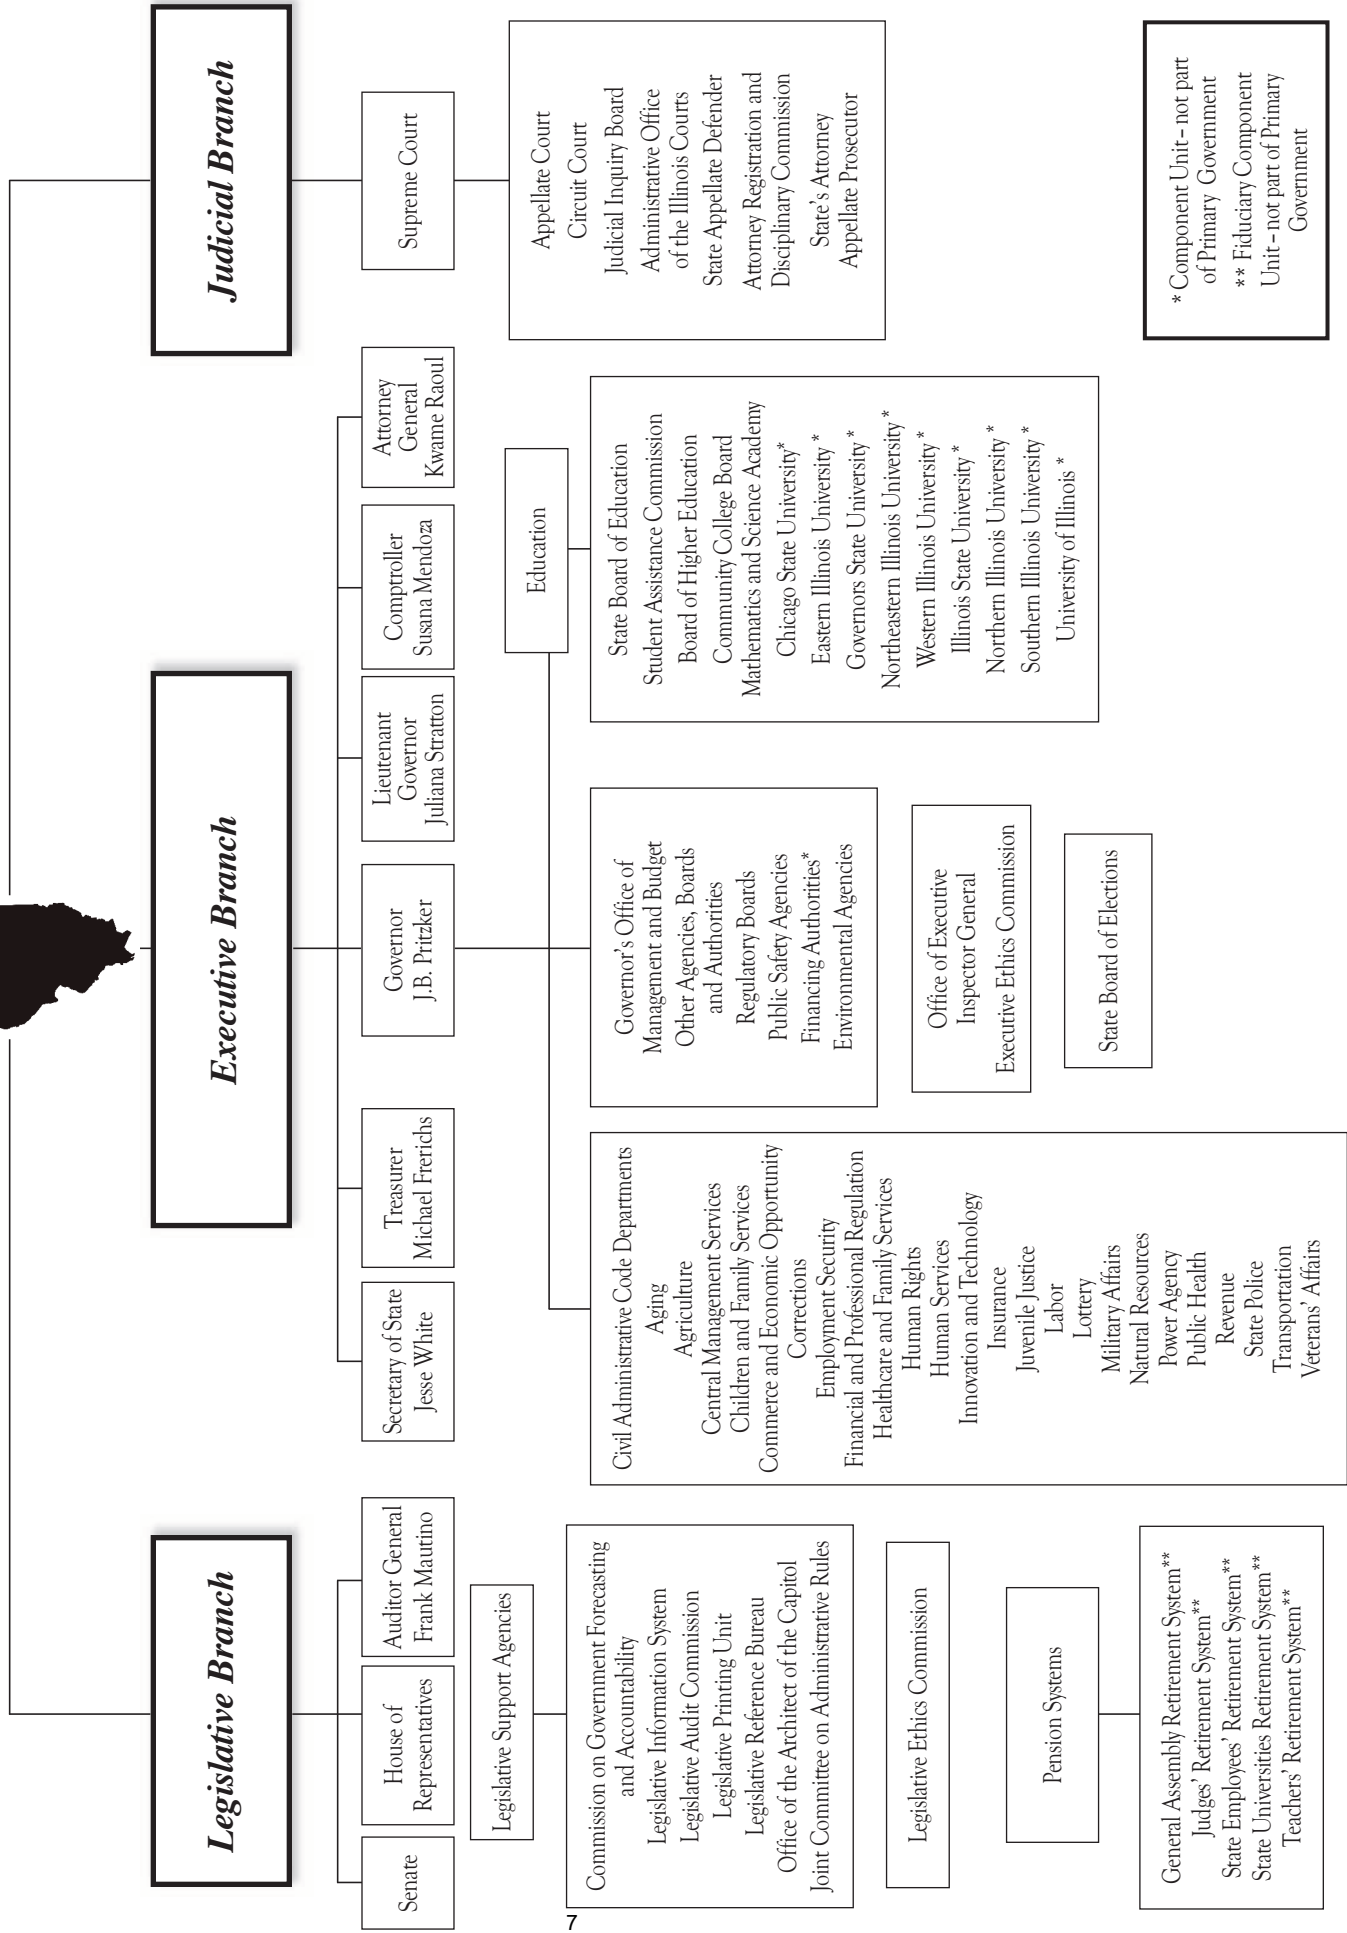 Legislative Branch
Executive Branch
Judicial Branch
Senate
House of
Representatives
Auditor General
Frank Mautino
Secretary of State
Jesse White
Treasurer
Michael Frerichs
Governor
J.B. Pritzker
Lieutenant
Governor
Juliana Stratton
Comptroller
Susana Mendoza
Attorney
General
Kwame Raoul
Supreme Court
Legislative Support Agencies
Commission on Government Forecasting
and Accountability
Legislative Information System
Legislative Audit Commission
Legislative Printing Unit
Legislative Reference Bureau
Office of the Architect of the Capitol
Joint Committee on Administrative Rules
Legislative Ethics Commission
Pension Systems
General Assembly Retirement System**
Judges' Retirement System**
State Employees' Retirement System**
State Universities Retirement System**
Teachers' Retirement System**
Civil Administrative Code Departments
Aging
Agriculture
Central Management Services
Children and Family Services
Commerce and Economic Opportunity
Corrections
Employment Security
Financial and Professional Regulation
Healthcare and Family Services
Human Rights
Human Services
Innovation and Technology
Insurance
Juvenile Justice
Labor
Lottery
Military Affairs
Natural Resources
Power Agency
Public Health
Revenue
State Police
Transportation
Veterans' Affairs
Governor's Office of
Management and Budget
Other Agencies, Boards
and Authorities
Regulatory Boards
Public Safety Agencies
Financing Authorities*
Environmental Agencies
Office of Executive
Inspector General
Executive Ethics Commission
State Board of Elections
Education
State Board of Education
Student Assistance Commission
Board of Higher Education
Community College Board
Mathematics and Science Academy
Chicago State University*
Eastern Illinois University *
Governors State University *
Northeastern Illinois University *
Western Illinois University *
Illinois State University *
Northern Illinois University *
Southern Illinois University *
University of Illinois *
Appellate Court
Circuit Court
Judicial Inquiry Board
Administrative Office
of the Illinois Courts
State Appellate Defender
Attorney Registration and
Disciplinary Commission
State's Attorney
Appellate Prosecutor
* Component Unit - not part
of Primary Government
** Fiduciary Component
Unit - not part of Primary
Government
7